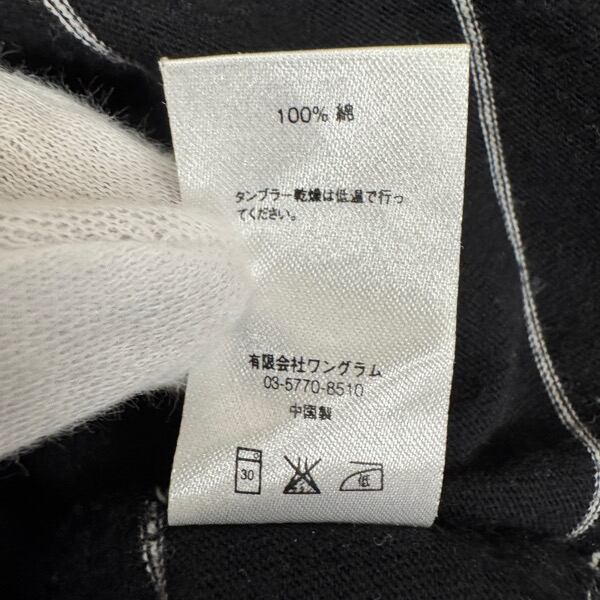 100% 綿
タンブラー乾燥は低温で行っ
てください。
有限会社ワングラム
03-5770-8510
中国製
30
低